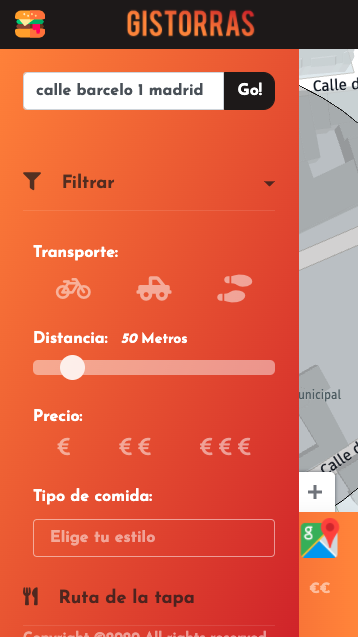 GISTORRAS
calle barcelo 1 madrid Go!
Calle d
Filtrar
Transporte:
Distancia: 50 Metros
unicipal
Precio:
€ € € € € €
Calle d
Tipo de comida:
+
Elige tu estilo
g
€€
Ruta de la tapa
Copyright ©2020 All rights reserved